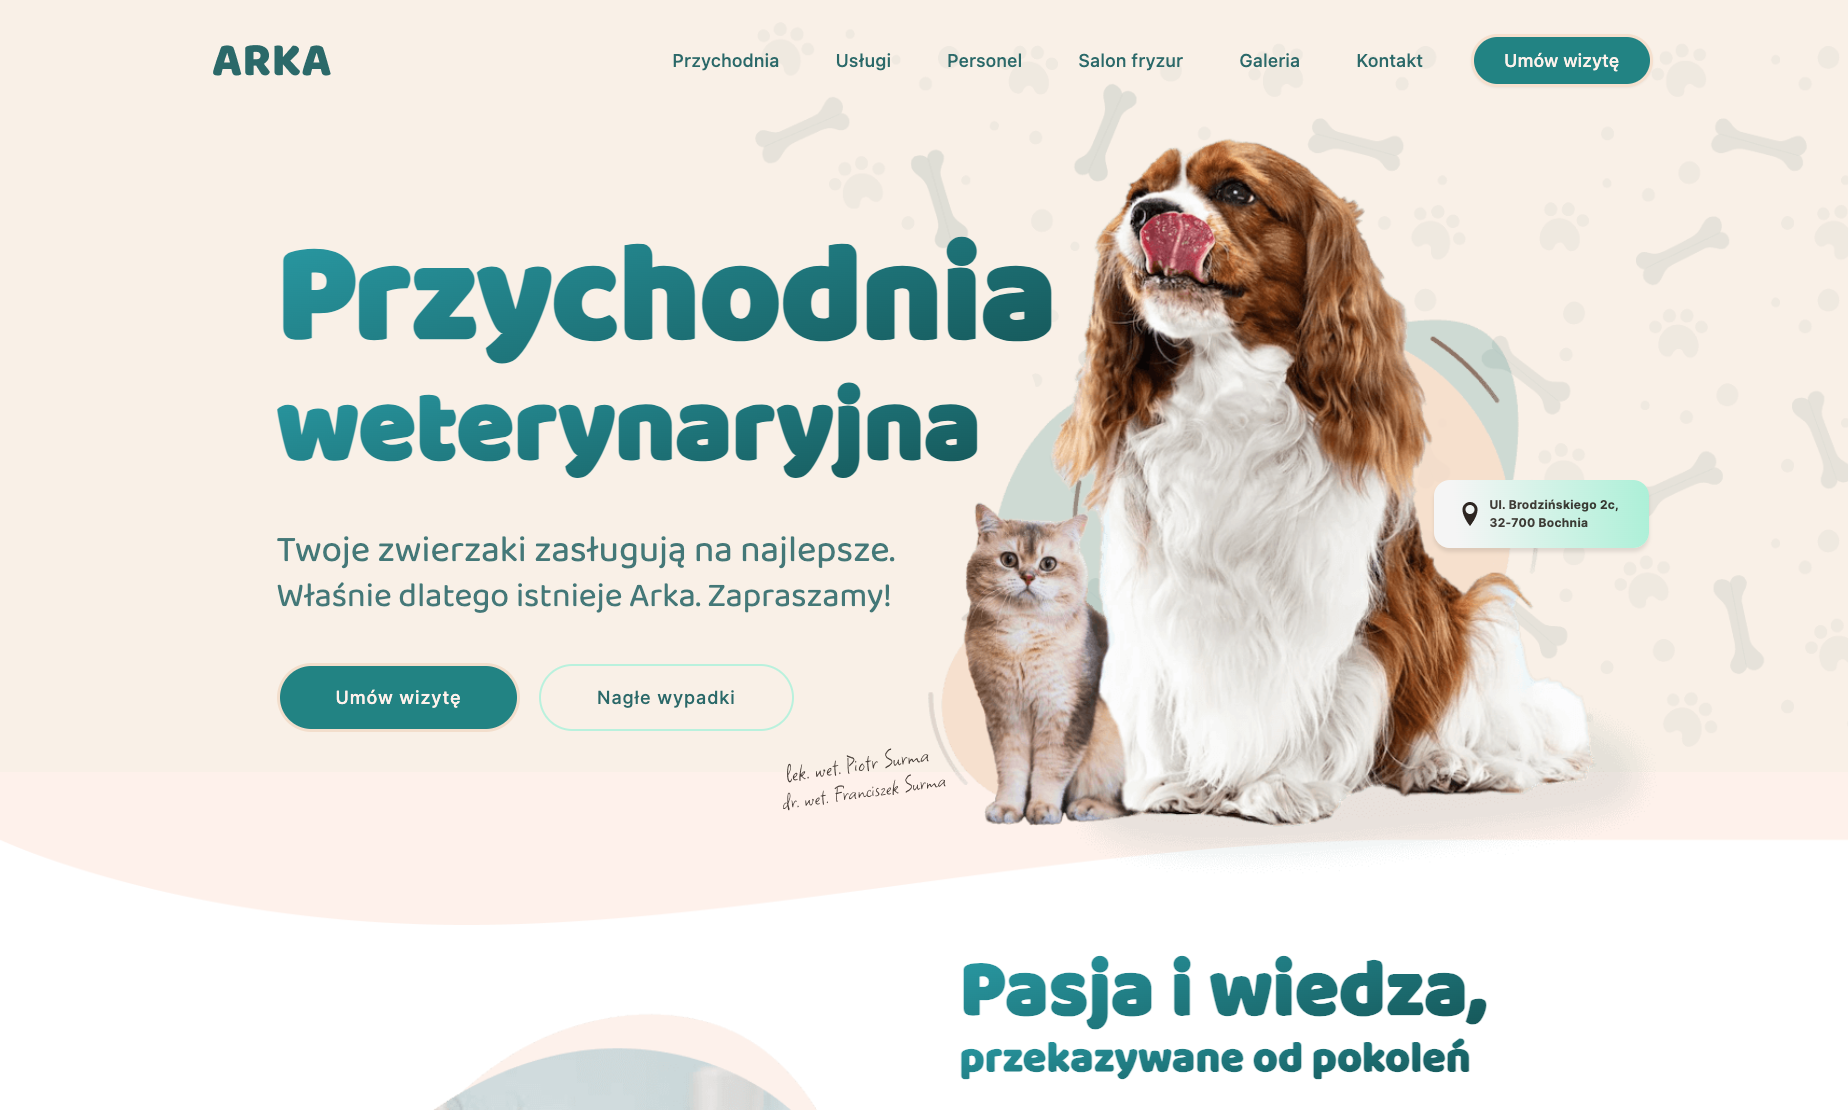 ARKA
Przychodnia
Usługi
Personel
Salon fryzur
Galeria
Kontakt
Umów wizytę
Przychodnia
weterynaryjna
Twoje zwierzaki zasługują na najlepsze.
Właśnie dlatego istnieje Arka. Zapraszamy!
Umów wizytę
Nagłe wypadki
Ul. Brodzińskiego 2c,
32-700 Bochnia
lek. wet. Piotr Surma
dr. wet. Franciszek Surma
Pasja i wiedza,
przekazywane od pokoleń